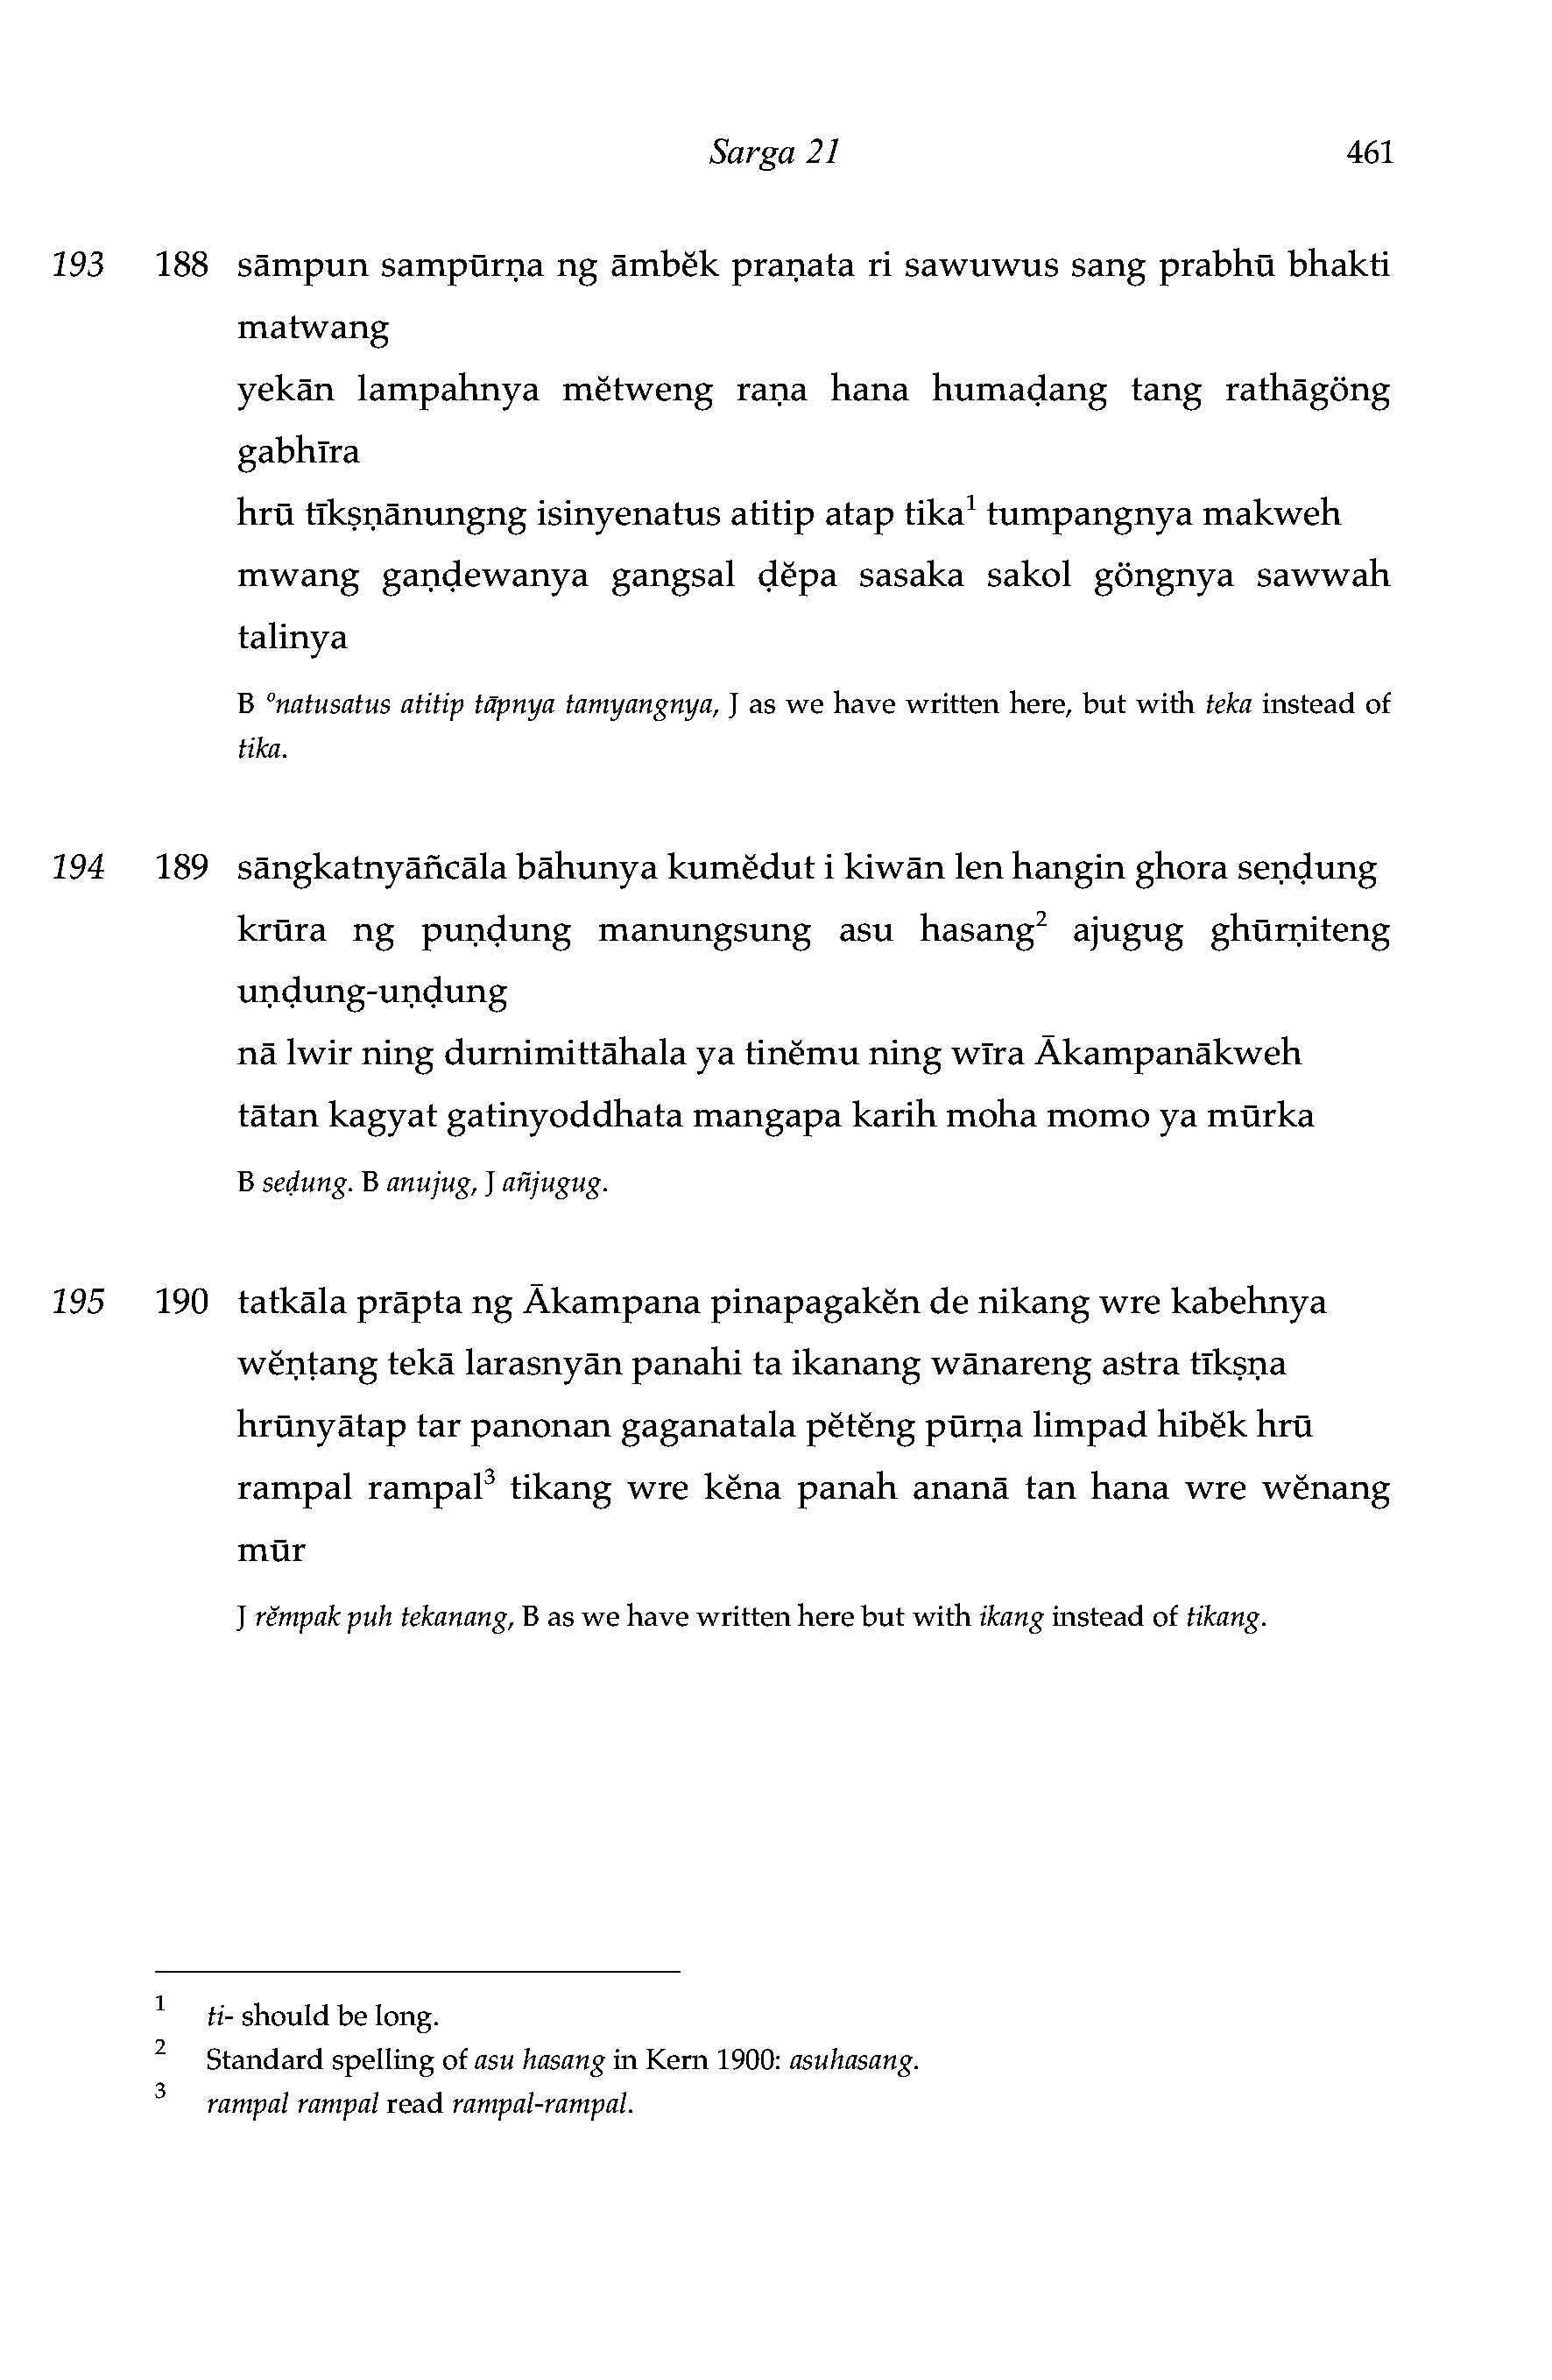 Sarga 21 461
193 188 sāmpun sampūrṇa ng āmbĕk praṇata ri sawuwus sang prabhū bhakti
matwang
yekān lampahnya mĕtweng raṇa hana humaḍang tang rathāgöng
gabhīra
hrū tīkṣṇānungng isinyenatus atitip atap tika¹ tumpangnya makweh
mwang gaṇḍewanya gangsal ḍĕpa sasaka sakol göngnya sawwah
talinya
B °natusatus atitip tāpnya tamyangnya, J as we have written here, but with teka instead of
tika.
194 189 sāngkatnyāñcāla bāhunya kumĕdut i kiwān len hangin ghora seṇḍung
krūra ng puṇḍung manungsung asu hasang² ajugug ghūrṇiteng
uṇḍung-uṇḍung
nā lwir ning durnimittāhala ya tinĕmu ning wīra Ākampanākweh
tātan kagyat gatinyoddhata mangapa karih moha momo ya mūrka
B seḍung. B anujug, J añjugug.
195 190 tatkāla prāpta ng Ākampana pinapagakĕn de nikang wre kabehnya
wĕṇṭang tekā larasnyān panahi ta ikanang wānareng astra tīkṣṇa
hrūnyātap tar panonan gaganatala pĕtĕng pūrṇa limpad hibĕk hrū
rampal rampal³ tikang wre kĕna panah ananā tan hana wre wĕnang
mūr
J rĕmpak puh tekanang, B as we have written here but with ikang instead of tikang.
1 ti- should be long.
2 Standard spelling of asu hasang in Kern 1900: asuhasang.
3 rampal rampal read rampal-rampal.